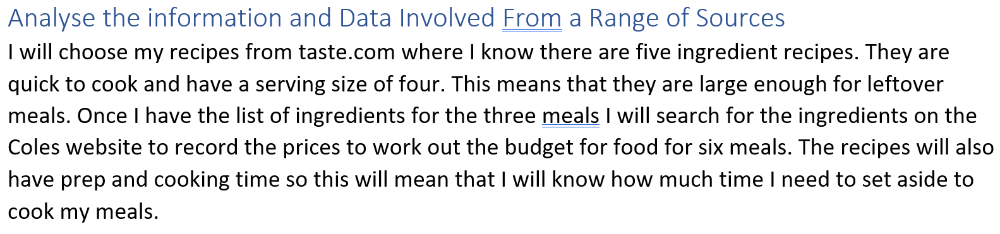 Analyse the information and Data Involved From a Range of Sources
I will choose my recipes from taste.com where I know there are five ingredient recipes. They are
quick to cook and have a serving size of four. This means that they are large enough for leftover
meals. Once I have the list of ingredients for the three meals I will search for the ingredients on the
Coles website to record the prices to work out the budget for food for six meals. The recipes will also
have prep and cooking time so this will mean that I will know how much time I need to set aside to
cook my meals.